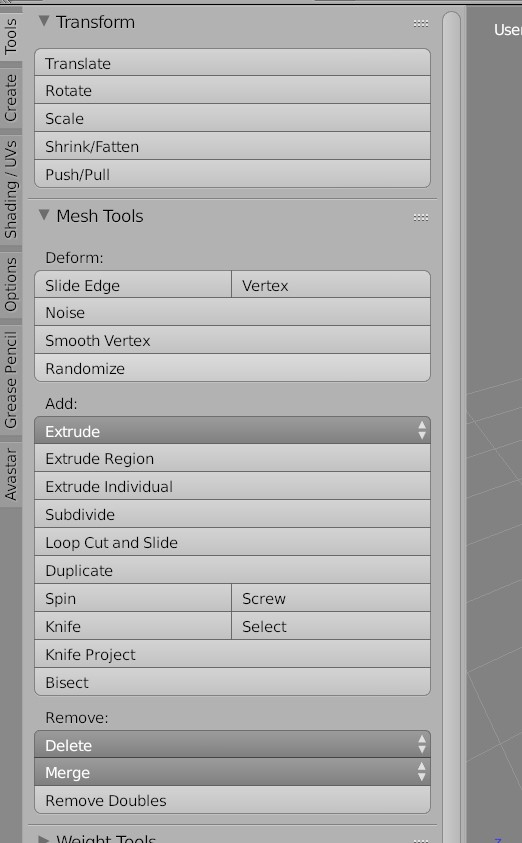 Tools
Create
Shading / UVs
Options
Grease Pencil
Avastar
Transform
Translate
Rotate
Scale
Shrink/Fatten
Push/Pull
Mesh Tools
Deform:
Slide Edge Vertex
Noise
Smooth Vertex
Randomize
Add:
Extrude
Extrude Region
Extrude Individual
Subdivide
Loop Cut and Slide
Duplicate
Spin Screw
Knife Select
Knife Project
Bisect
Remove:
Delete
Merge
Remove Doubles
Weight Tools
User
z